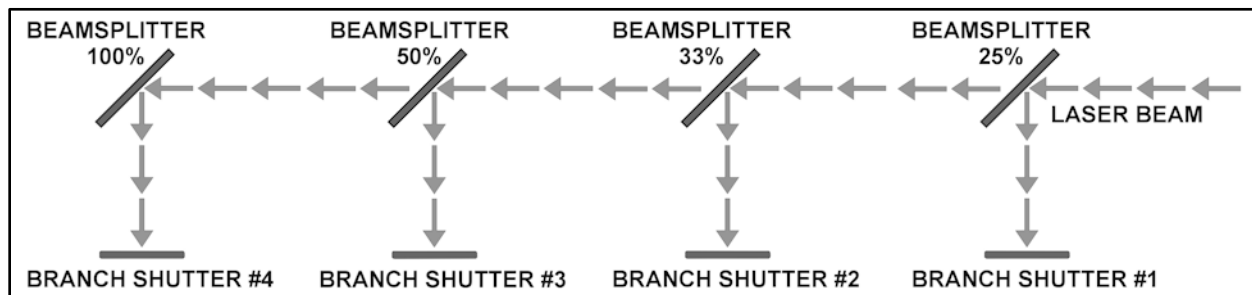 BEAMSPLITTER
100%
BEAMSPLITTER
50%
BEAMSPLITTER
33%
BEAMSPLITTER
25%
LASER BEAM
BRANCH SHUTTER #4
BRANCH SHUTTER #3
BRANCH SHUTTER #2
BRANCH SHUTTER #1